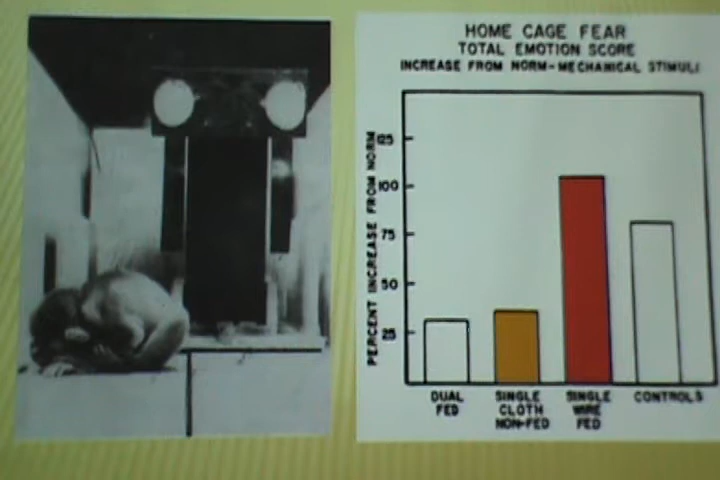 HOME CAGE FEAR
TOTAL EMOTION SCORE
INCREASE FROM NORM-MECHANICAL STIMULI
PERCENT INCREASE FROM NORM
125
100
75
50
25
DUAL FED
SINGLE CLOTH NON-FED
SINGLE WIRE FED
CONTROLS